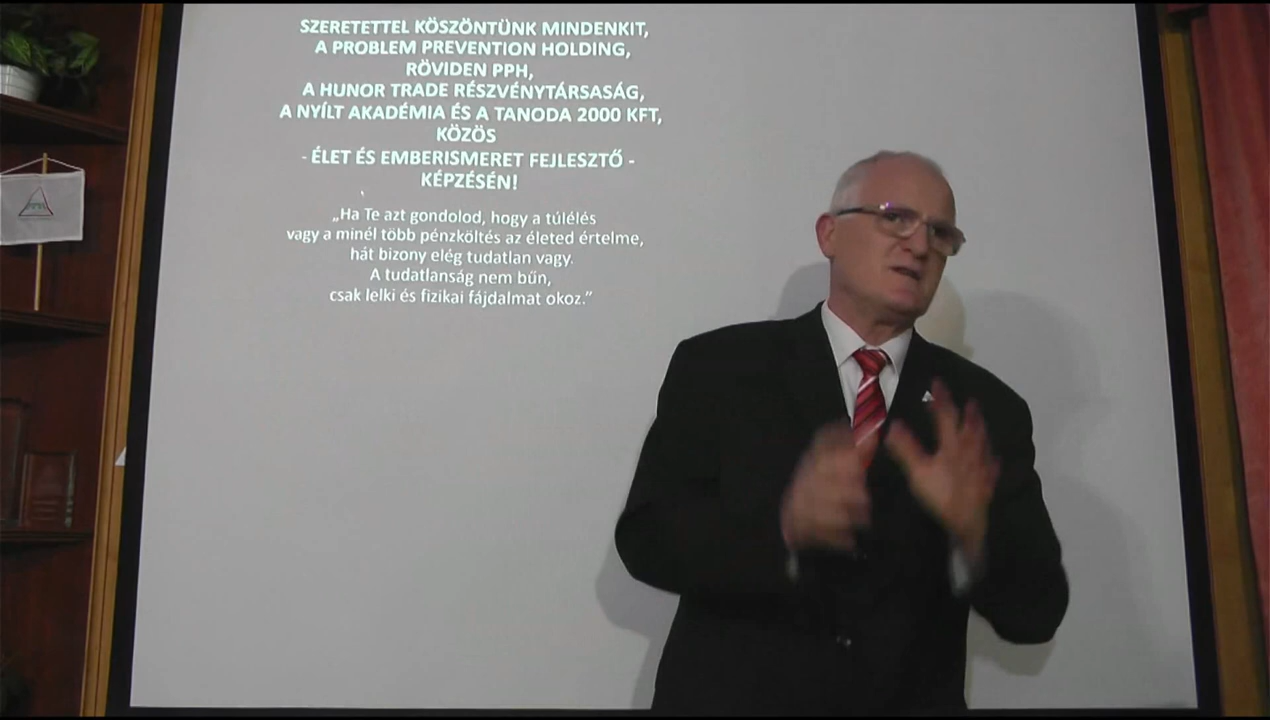 SZERETETTEL KÖSZÖNTÜNK MINDENKIT,
A PROBLEM PREVENTION HOLDING,
RÖVIDEN PPH,
A HUNOR TRADE RÉSZVÉNYTÁRSASÁG,
A NYÍLT AKADÉMIA ÉS A TANODA 2000 KFT,
KÖZÖS
- ÉLET ÉS EMBERISMERET FEJLESZTŐ -
KÉPZÉSÉN!
„Ha Te azt gondolod, hogy a túlélés
vagy a minél több pénzköltés az életed értelme,
hát bizony elég tudatlan vagy.
A tudatlanság nem bűn,
csak lelki és fizikai fájdalmat okoz.”